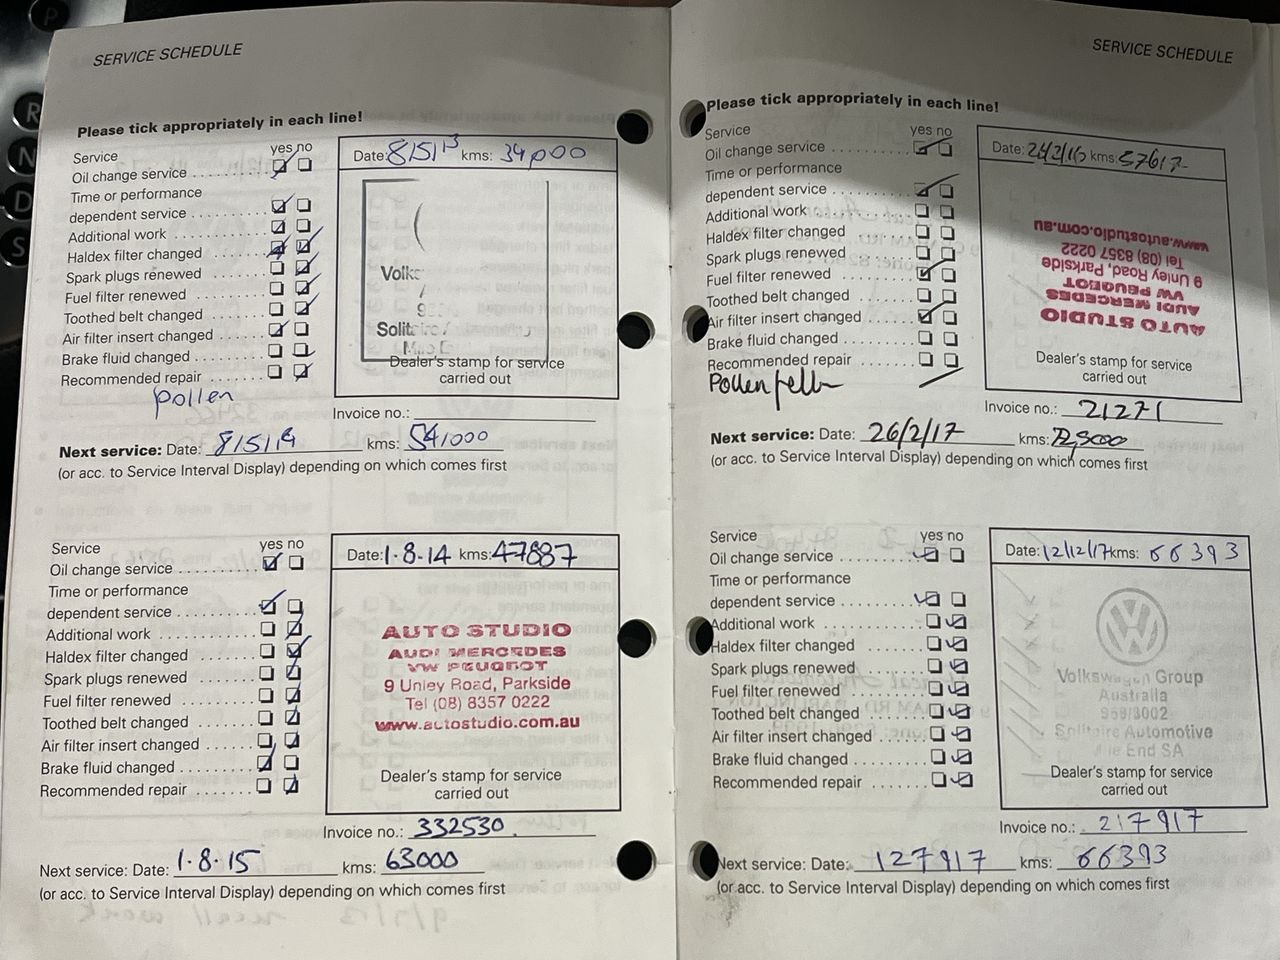 SERVICE SCHEDULE
Please tick appropriately in each line!
Service yes no
Oil change service
Time or performance
dependent service
Additional work
Haldex filter changed
Spark plugs renewed
Fuel filter renewed
Toothed belt changed
Air filter insert changed
Brake fluid changed
Recommended repair
pollen
Date: 8/5/13 kms: 34000
Dealer's stamp for service
carried out
Invoice no.:
Next service: Date: 8/5/14 kms: 54000
(or acc. to Service Interval Display) depending on which comes first
Service yes no
Oil change service
Time or performance
dependent service
Additional work
Haldex filter changed
Spark plugs renewed
Fuel filter renewed
Toothed belt changed
Air filter insert changed
Brake fluid changed
Recommended repair
Date: 1.8.14 kms: 47887
AUTO STUDIO
AUDI MERCEDES
VW PEUGEOT
9 Unley Road, Parkside
Tel (08) 8357 0222
www.autostudio.com.au
Dealer's stamp for service
carried out
Invoice no.: 332530
Next service: Date: 1.8.15 kms: 63000
(or acc. to Service Interval Display) depending on which comes first
SERVICE SCHEDULE
Please tick appropriately in each line!
Service yes no
Oil change service
Time or performance
dependent service
Additional work
Haldex filter changed
Spark plugs renewed
Fuel filter renewed
Toothed belt changed
Air filter insert changed
Brake fluid changed
Recommended repair
Pollen
Date: kms: 57617
AUTO STUDIO
AUDI MERCEDES
VW PEUGEOT
9 Unley Road, Parkside
Tel (08) 8357 0222
www.autostudio.com.au
Dealer's stamp for service
carried out
Invoice no.: 21271
Next service: Date: 26/2/17 kms:
(or acc. to Service Interval Display) depending on which comes first
Service yes no
Oil change service
Time or performance
dependent service
Additional work
Haldex filter changed
Spark plugs renewed
Fuel filter renewed
Toothed belt changed
Air filter insert changed
Brake fluid changed
Recommended repair
Date: 12/12/17 kms: 66393
Volkswagen Group
Australia
Solitaire Automotive
Mile End SA
Dealer's stamp for service
carried out
Invoice no.: 217917
Next service: Date: 127917 kms: 66393
(or acc. to Service Interval Display) depending on which comes first